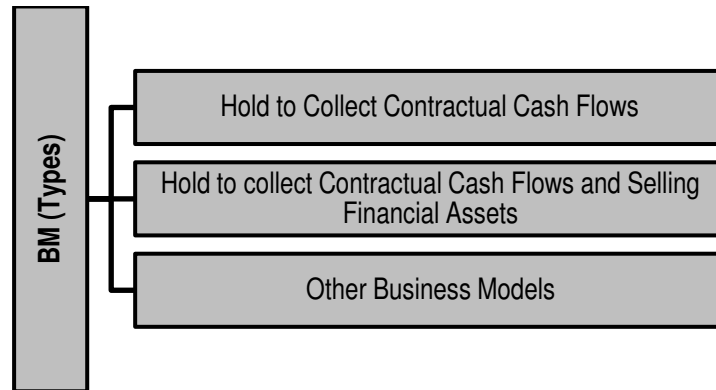 BM (Types)
Hold to Collect Contractual Cash Flows
Hold to collect Contractual Cash Flows and Selling
Financial Assets
Other Business Models